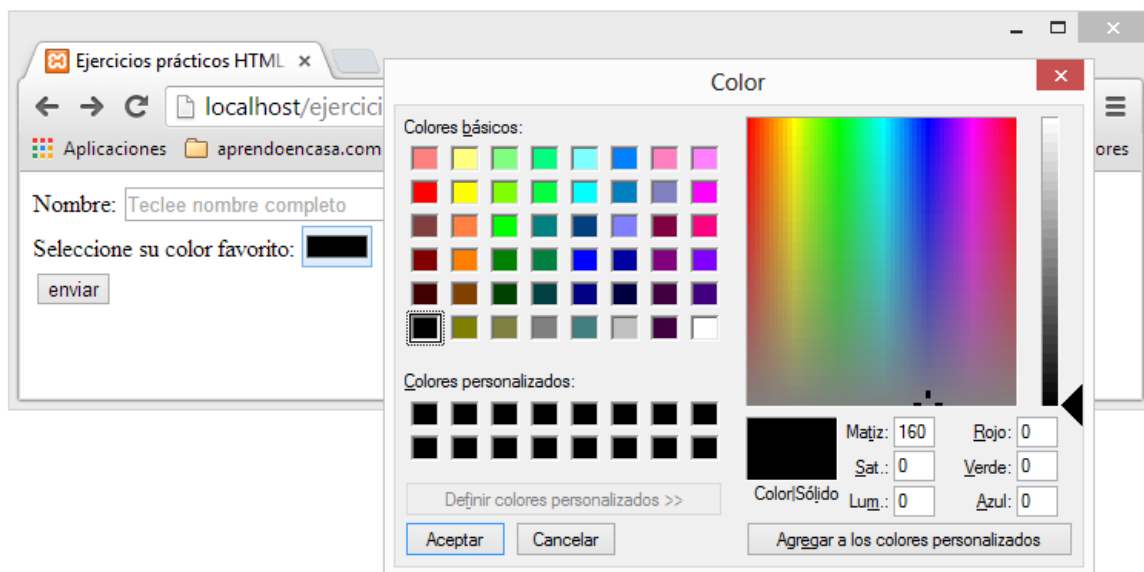 Ejercicios prácticos HTML
localhost/ejercici
Aplicaciones aprendoencasa.com
ores
Nombre: Teclee nombre completo
Seleccione su color favorito:
enviar
Color
Colores básicos:
Colores personalizados:
Definir colores personalizados >>
Aceptar Cancelar
Color|Sólido
Matiz: 160 Rojo: 0
Sat.: 0 Verde: 0
Lum.: 0 Azul: 0
Agregar a los colores personalizados